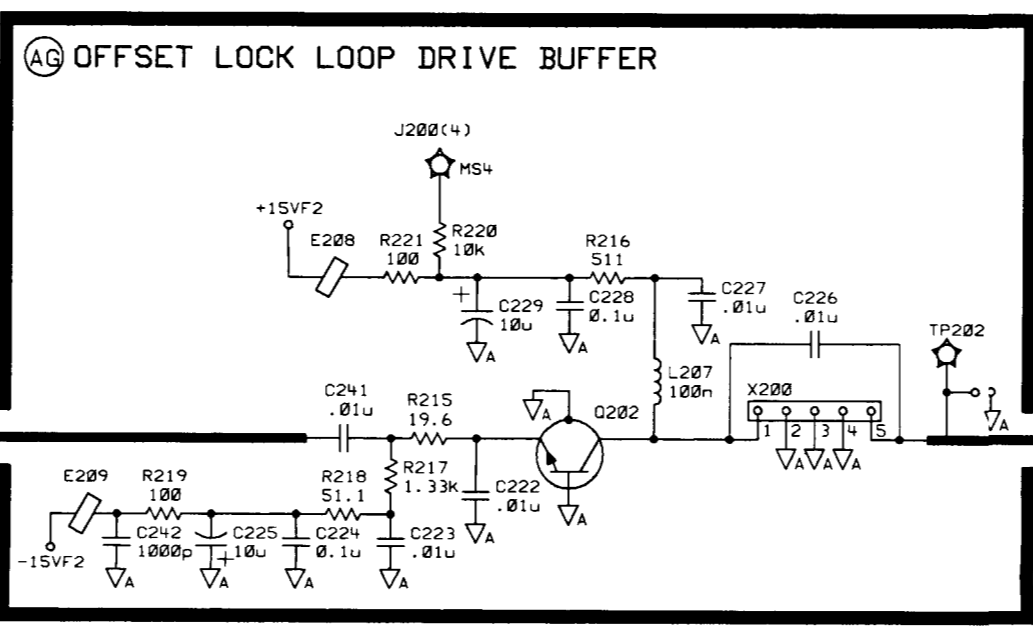 AG OFFSET LOCK LOOP DRIVE BUFFER
J200(4)
MS4
+15VF2
E208
R221
100
R220
10k
R216
511
+
C229
10u
C228
0.1u
C227
.01u
C226
.01u
TP202
A
A
A
A
L207
100n
X200
1 2 3 4 5
A A A
C241
.01u
R215
19.6
A
Q202
R217
1.33k
C222
.01u
A
A
E209
R219
100
R218
51.1
-15VF2
C242
1000p
C225
10u
+
C224
0.1u
C223
.01u
A
A
A
A